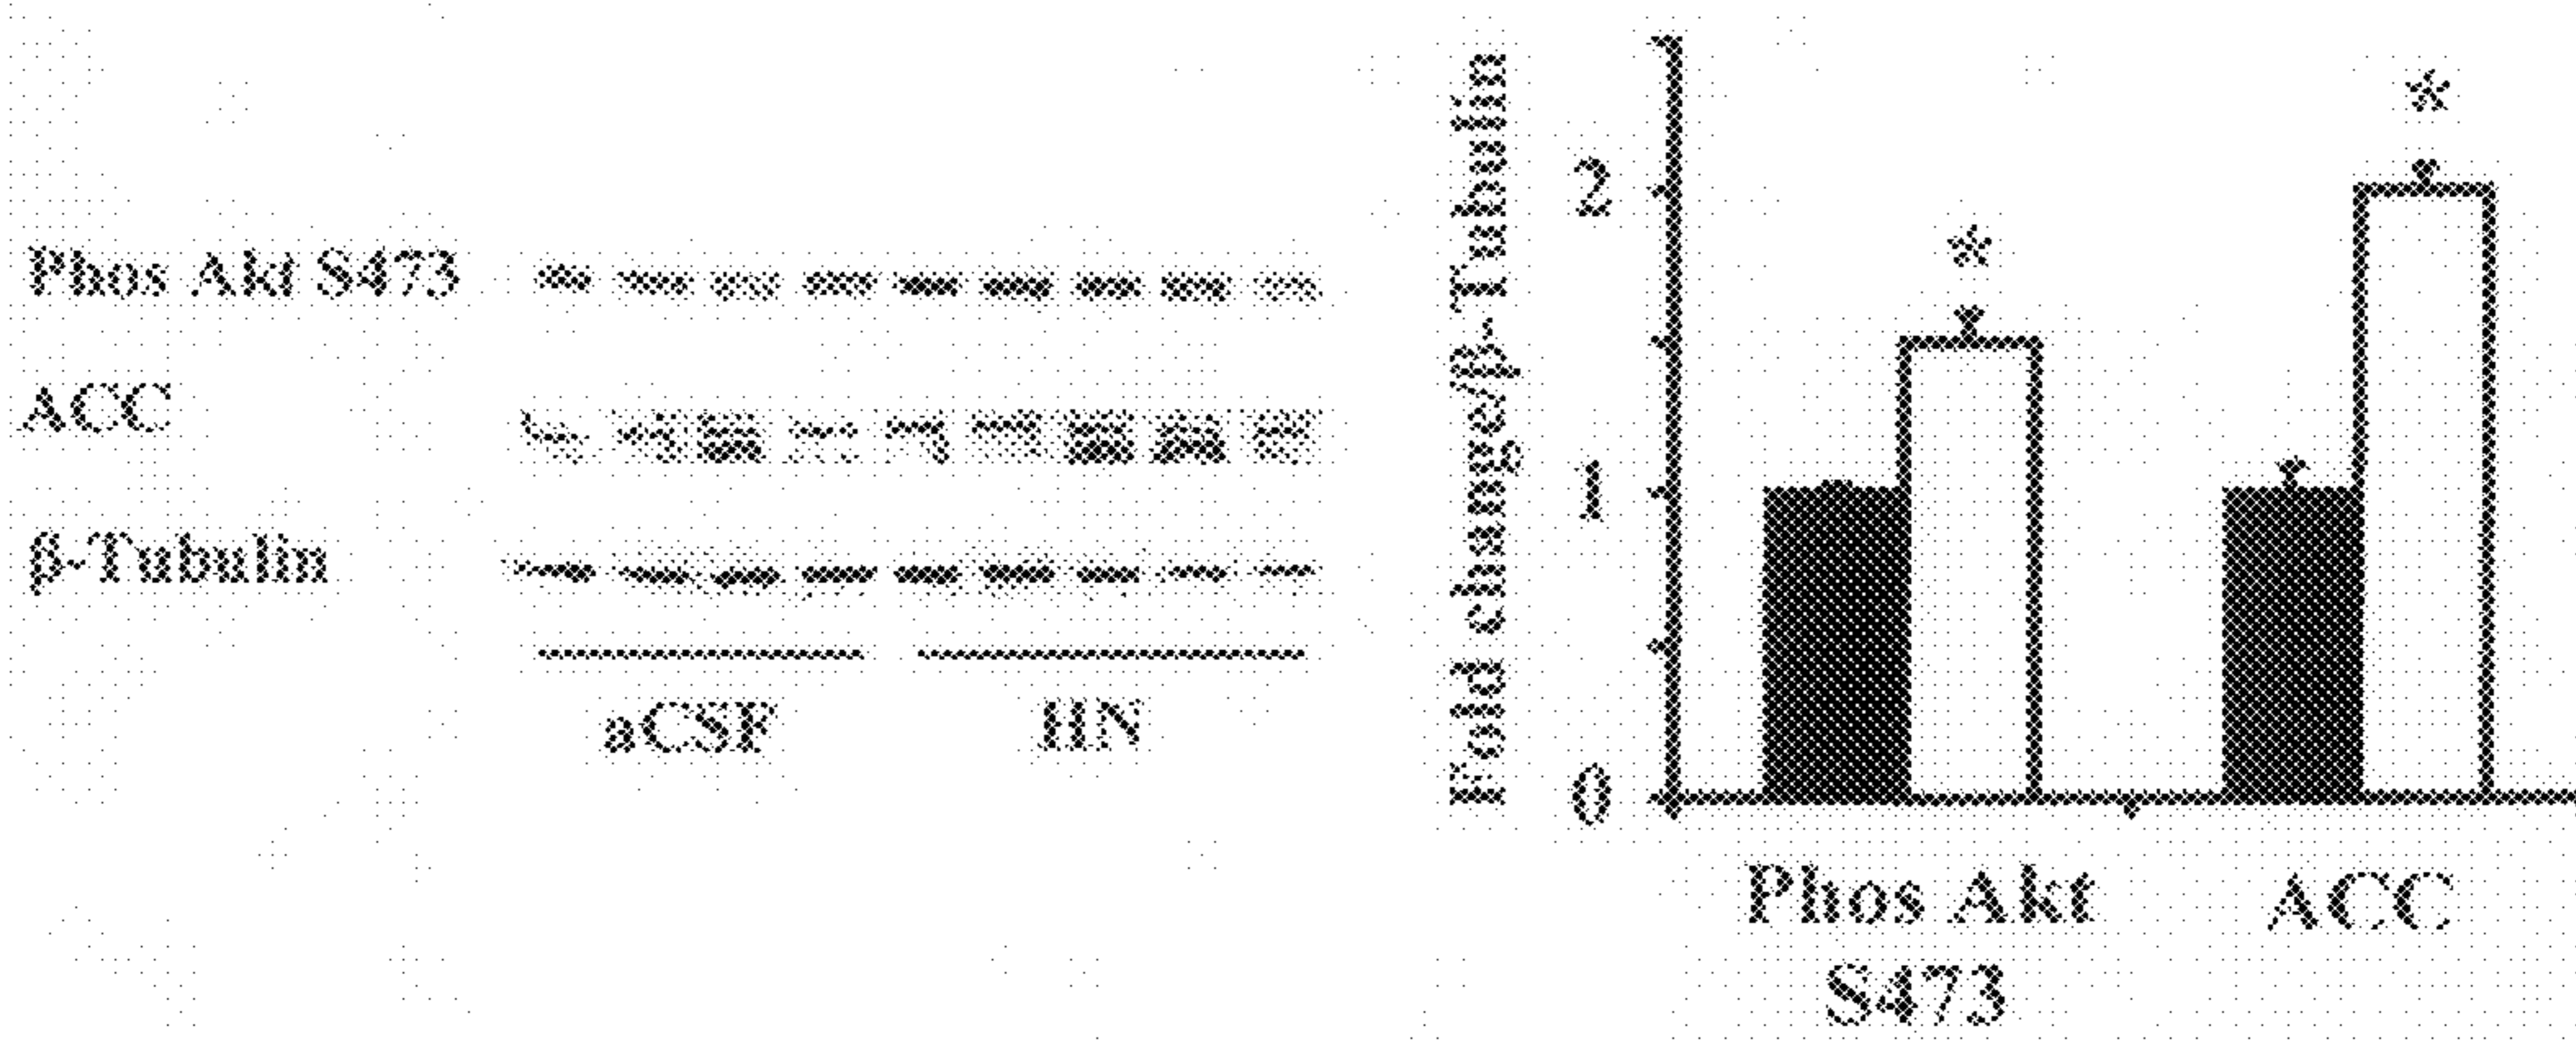 Phos Akt S473
ACC
β-Tubulin
aCSF HN
Fold change/β-Tubulin
2
1
0
*
*
Phos Akt
S473
ACC